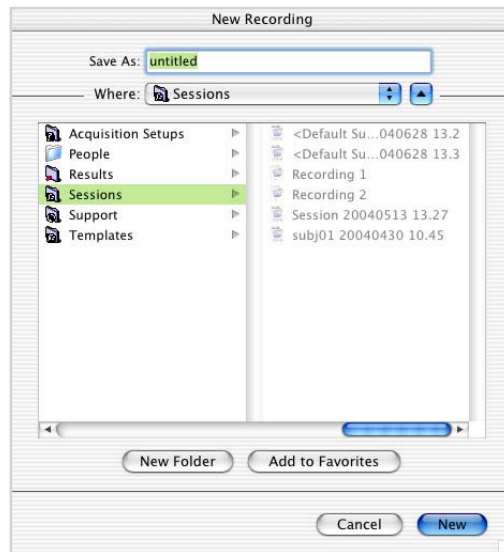 New Recording
Save As: untitled
Where: Sessions
Acquisition Setups
People
Results
Sessions
Support
Templates
<Default Su...040628 13.2
<Default Su...040628 13.3
Recording 1
Recording 2
Session 20040513 13.27
subj01 20040430 10.45
New Folder
Add to Favorites
Cancel
New